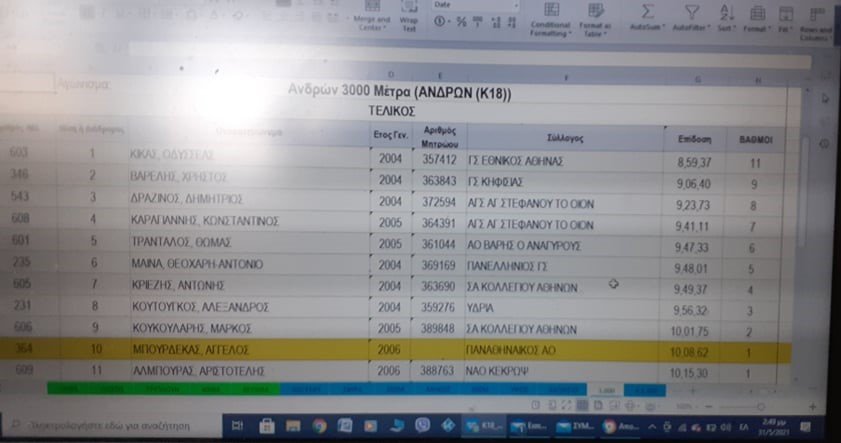 Date
Merge and Center
Wrap Text
Conditional Formatting
Format as Table
AutoSum
AutoFilter
Sort
Format
Fill
Rows and Columns
D E F G H
Αγώνισμα: Ανδρών 3000 Μέτρα (ΑΝΔΡΩΝ (Κ18))
ΤΕΛΙΚΟΣ
Ετος Γεν. Αριθμός Μητρώου Σύλλογος Επίδοση ΒΑΘΜΟΙ
603 1 ΚΙΚΑΣ, ΟΔΥΣΣΕΑΣ 2004 357412 ΓΣ ΕΘΝΙΚΟΣ ΑΘΗΝΑΣ 8,59,37 11
346 2 ΒΑΡΕΛΗΣ, ΧΡΗΣΤΟΣ 2004 363843 ΓΣ ΚΗΦΙΣΙΑΣ 9,06,40 9
543 3 ΔΡΑΖΙΝΟΣ, ΔΗΜΗΤΡΙΟΣ 2004 372594 ΑΓΣ ΑΓ ΣΤΕΦΑΝΟΥ ΤΟ ΟΙΟΝ 9,23,73 8
608 4 ΚΑΡΑΓΙΑΝΝΗΣ, ΚΩΝΣΤΑΝΤΙΝΟΣ 2005 364391 ΑΓΣ ΑΓ ΣΤΕΦΑΝΟΥ ΤΟ ΟΙΟΝ 9,41,11 7
601 5 ΤΡΑΝΤΑΛΟΣ, ΘΩΜΑΣ 2005 361044 ΑΟ ΒΑΡΗΣ Ο ΑΝΑΓΥΡΟΥΣ 9,47,33 6
235 6 ΜΑΙΝΑ, ΘΕΟΧΑΡΗ-ΑΝΤΟΝΙΟ 2004 369169 ΠΑΝΕΛΛΗΝΙΟΣ ΓΣ 9,48,01 5
605 7 ΚΡΙΕΖΗΣ, ΑΝΤΩΝΗΣ 2004 363690 ΣΑ ΚΟΛΛΕΓΙΟΥ ΑΘΗΝΩΝ 9,49,37 4
231 8 ΚΟΥΤΟΥΓΚΟΣ, ΑΛΕΞΑΝΔΡΟΣ 2004 359276 ΥΔΡΙΑ 9,56,32 3
606 9 ΚΟΥΚΟΥΛΑΡΗΣ, ΜΑΡΚΟΣ 2005 389848 ΣΑ ΚΟΛΛΕΓΙΟΥ ΑΘΗΝΩΝ 10,01,75 2
364 10 ΜΠΟΥΡΔΕΚΑΣ, ΑΓΓΕΛΟΣ 2006 ΠΑΝΑΘΗΝΑΙΚΟΣ ΑΟ 10,08,62 1
609 11 ΛΑΜΠΟΥΡΑΣ, ΑΡΙΣΤΟΤΕΛΗΣ 2006 388763 ΝΑΟ ΚΕΚΡΟΨ 10,15,30 1
Πληκτρολογήστε εδώ για αναζήτηση
K18_...
ΣΥΜ...
Απο...
ΕΛ
2:49 μμ
31/5/2021